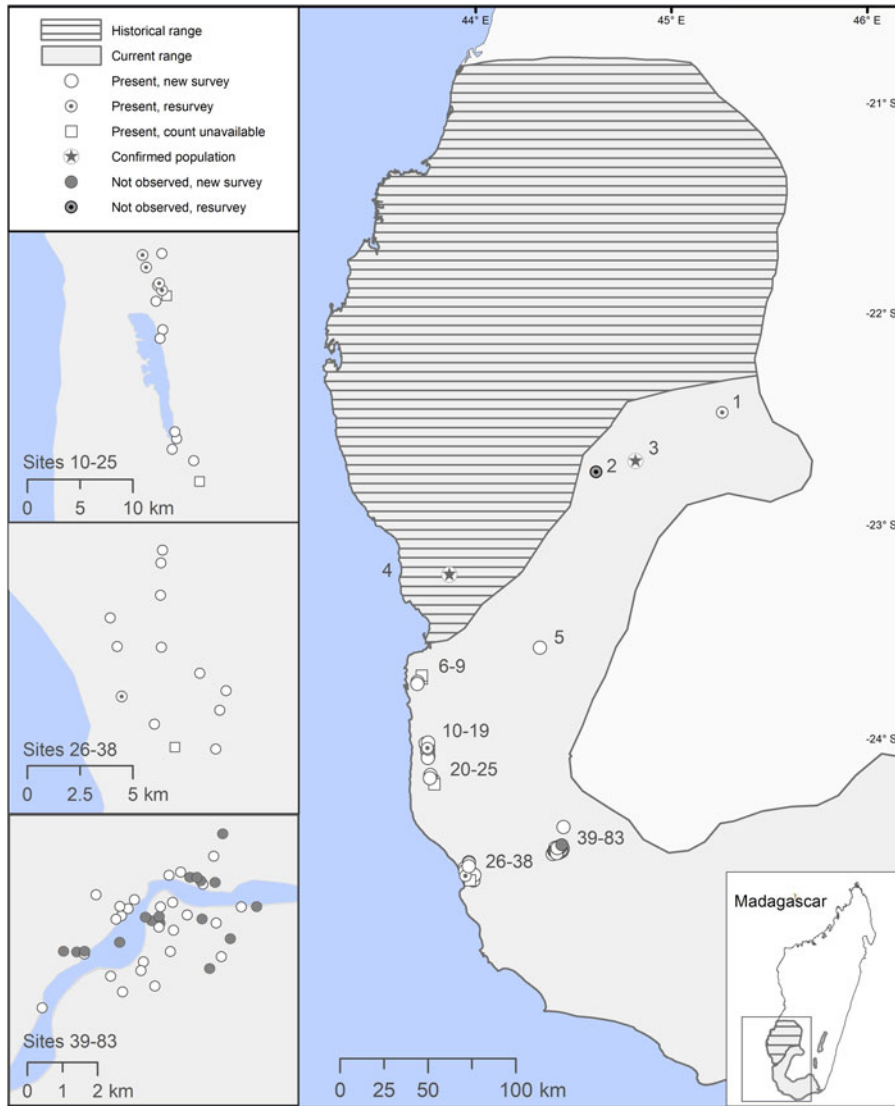 Historical range
Current range
Present, new survey
Present, resurvey
Present, count unavailable
Confirmed population
Not observed, new survey
Not observed, resurvey
Sites 10-25
0 5 10 km
Sites 26-38
0 2.5 5 km
Sites 39-83
0 1 2 km
44° E 45° E 46° E
-21° S
-22° S
-23° S
-24° S
1
2
3
4
5
6-9
10-19
20-25
26-38
39-83
0 25 50 100 km
Madagascar